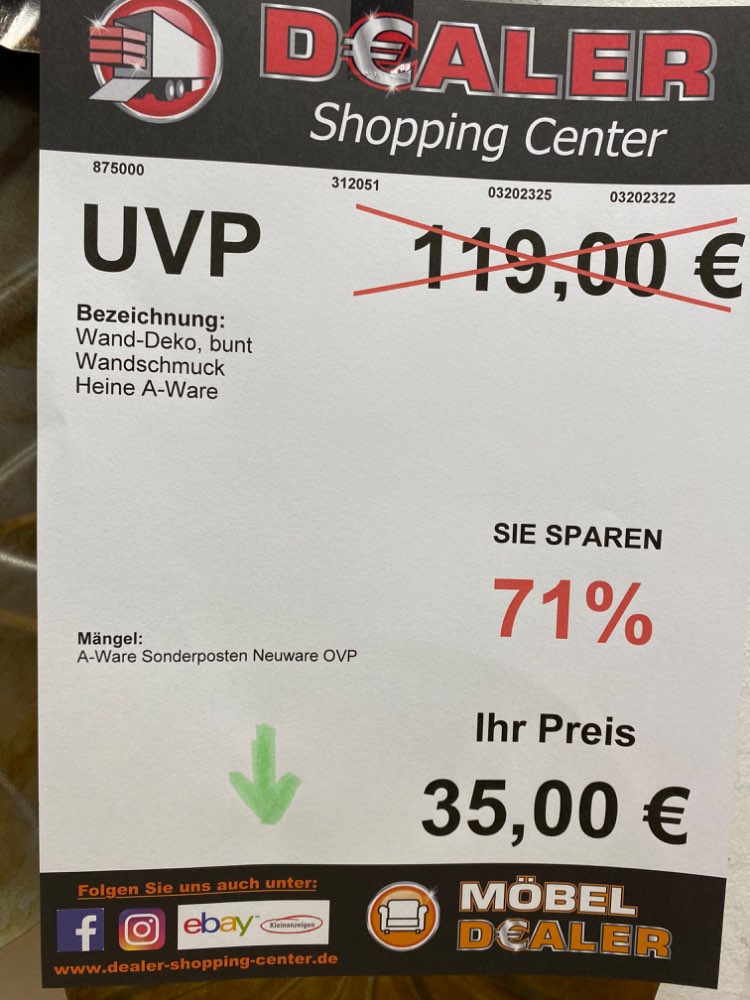 D€ALER
Shopping Center
875000 312051 03202325 03202322
UVP 119,00 €
Bezeichnung:
Wand-Deko, bunt
Wandschmuck
Heine A-Ware
SIE SPAREN
71%
Mängel:
A-Ware Sonderposten Neuware OVP
Ihr Preis
35,00 €
Folgen Sie uns auch unter:
f ebay Kleinanzeigen
www.dealer-shopping-center.de
MÖBEL
D€ALER